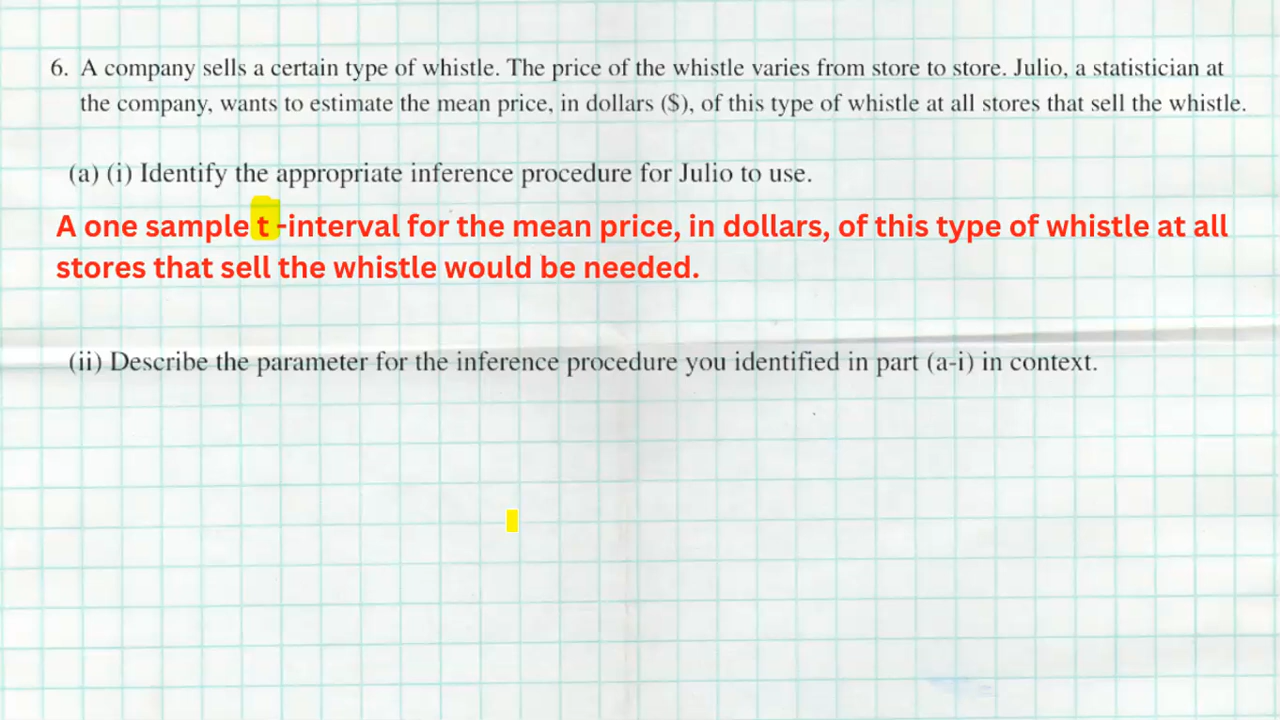 6. A company sells a certain type of whistle. The price of the whistle varies from store to store. Julio, a statistician at
the company, wants to estimate the mean price, in dollars ($), of this type of whistle at all stores that sell the whistle.
(a) (i) Identify the appropriate inference procedure for Julio to use.
A one sample t -interval for the mean price, in dollars, of this type of whistle at all
stores that sell the whistle would be needed.
(ii) Describe the parameter for the inference procedure you identified in part (a-i) in context.